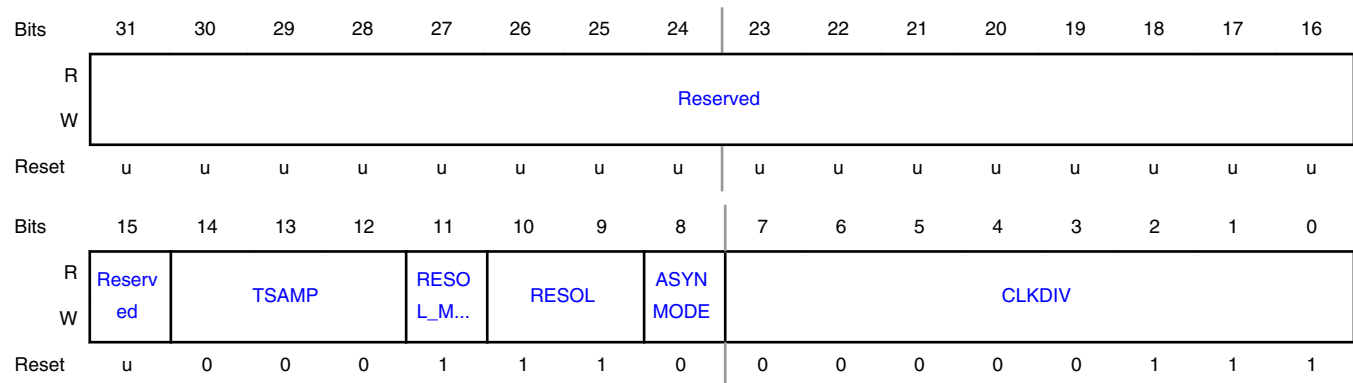 Bits 31 30 29 28 27 26 25 24 23 22 21 20 19 18 17 16
R
Reserved
W
Reset u u u u u u u u u u u u u u u u
Bits 15 14 13 12 11 10 9 8 7 6 5 4 3 2 1 0
R
Reserv
ed
TSAMP
RESO
L_M...
RESOL
ASYN
MODE
CLKDIV
W
Reset u 0 0 0 1 1 1 0 0 0 0 0 0 1 1 1